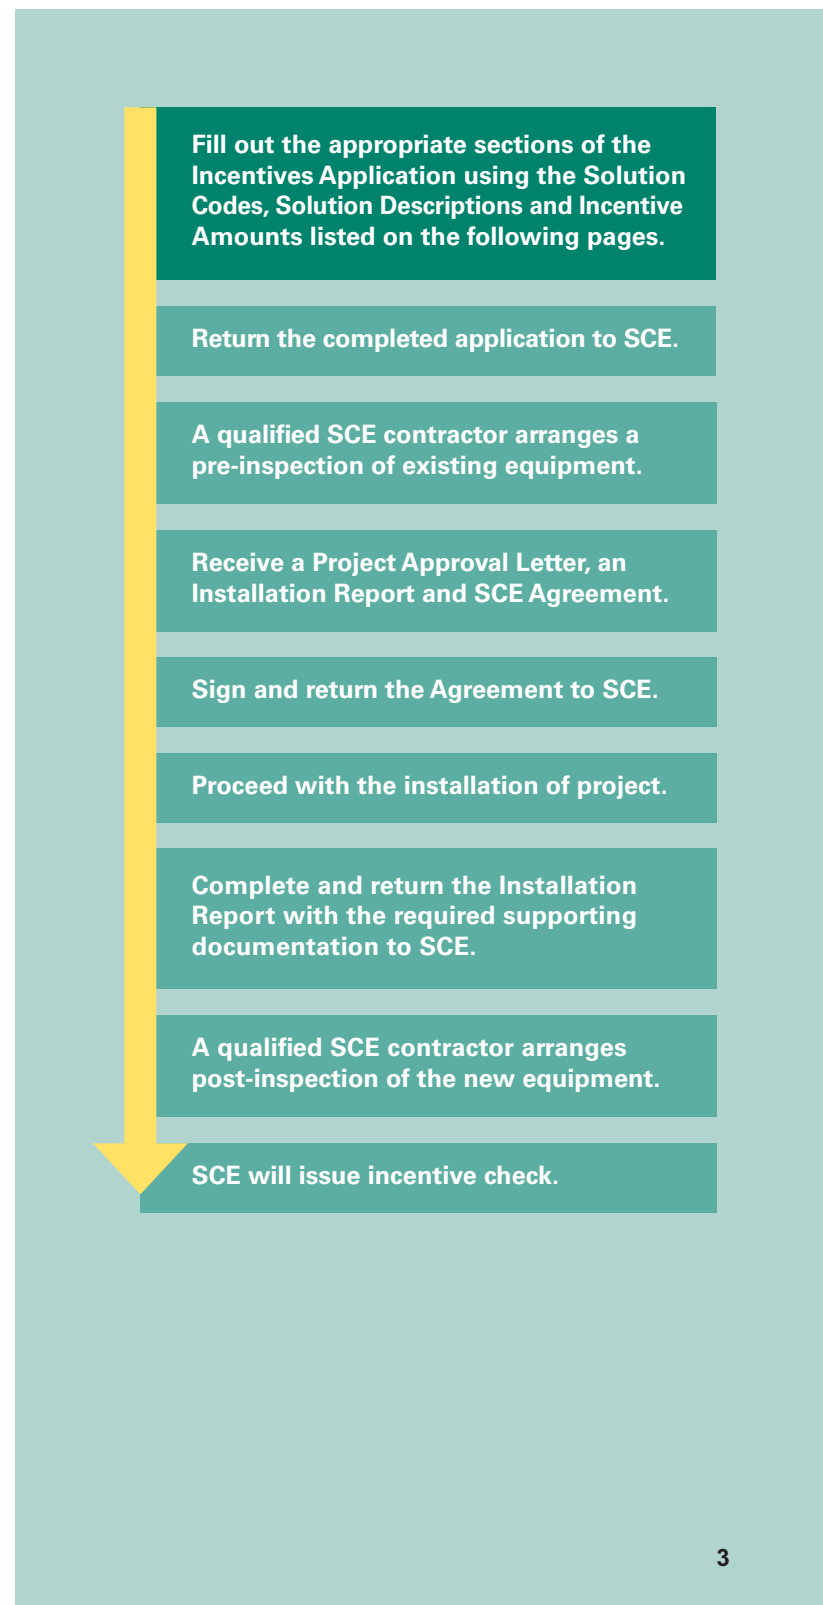 Fill out the appropriate sections of the
Incentives Application using the Solution
Codes, Solution Descriptions and Incentive
Amounts listed on the following pages.
Return the completed application to SCE.
A qualified SCE contractor arranges a
pre-inspection of existing equipment.
Receive a Project Approval Letter, an
Installation Report and SCE Agreement.
Sign and return the Agreement to SCE.
Proceed with the installation of project.
Complete and return the Installation
Report with the required supporting
documentation to SCE.
A qualified SCE contractor arranges
post-inspection of the new equipment.
SCE will issue incentive check.
3